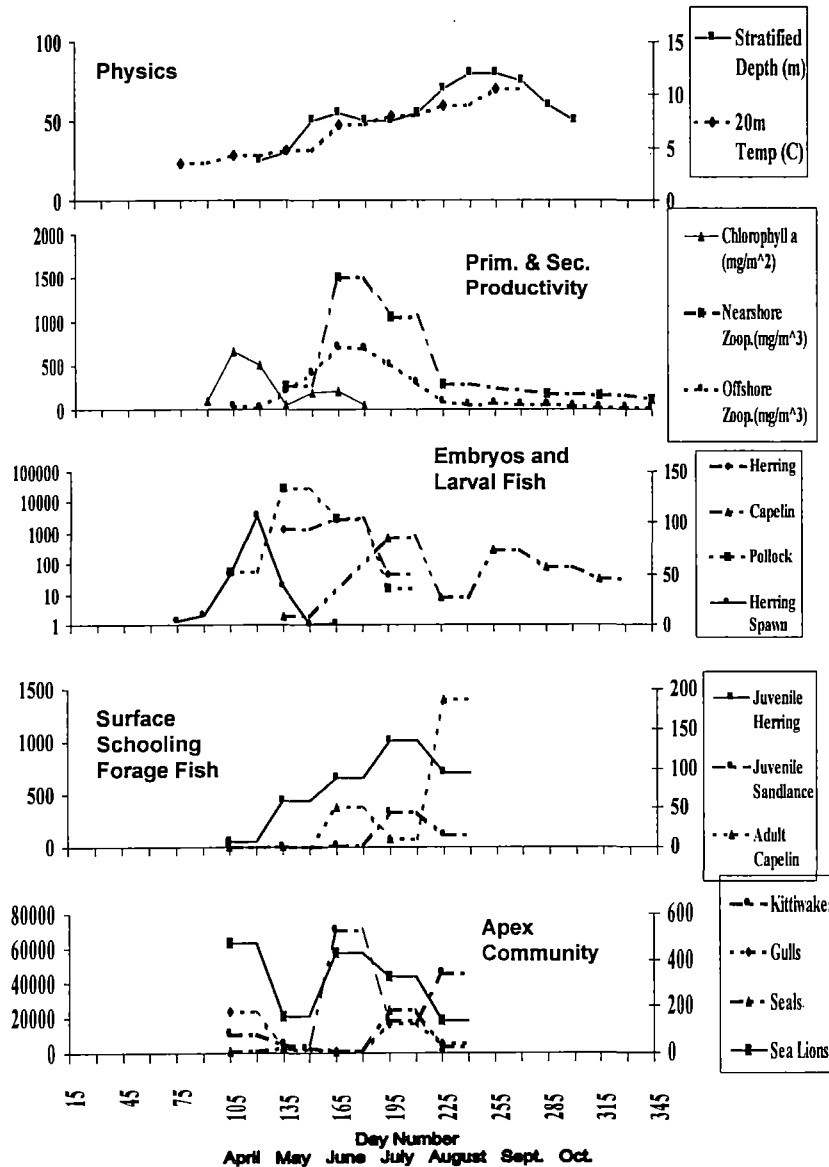 Physics
100
50
0
15
10
5
0
Stratified
Depth (m)
20m
Temp (C)
Prim. & Sec.
Productivity
2000
1500
1000
500
0
Chlorophyll a
(mg/m^2)
Nearshore
Zoop.(mg/m^3)
Offshore
Zoop.(mg/m^3)
Embryos and
Larval Fish
100000
10000
1000
100
10
1
150
100
50
0
Herring
Capelin
Pollock
Herring
Spawn
Surface
Schooling
Forage Fish
1500
1000
500
0
200
150
100
50
0
Juvenile
Herring
Juvenile
Sandlance
Adult
Capelin
Apex
Community
80000
60000
40000
20000
0
600
400
200
0
Kittiwake
Gulls
Seals
Sea Lions
15 45 75 105 135 165 195 225 255 285 315 345
Day Number
April May June July August Sept. Oct.